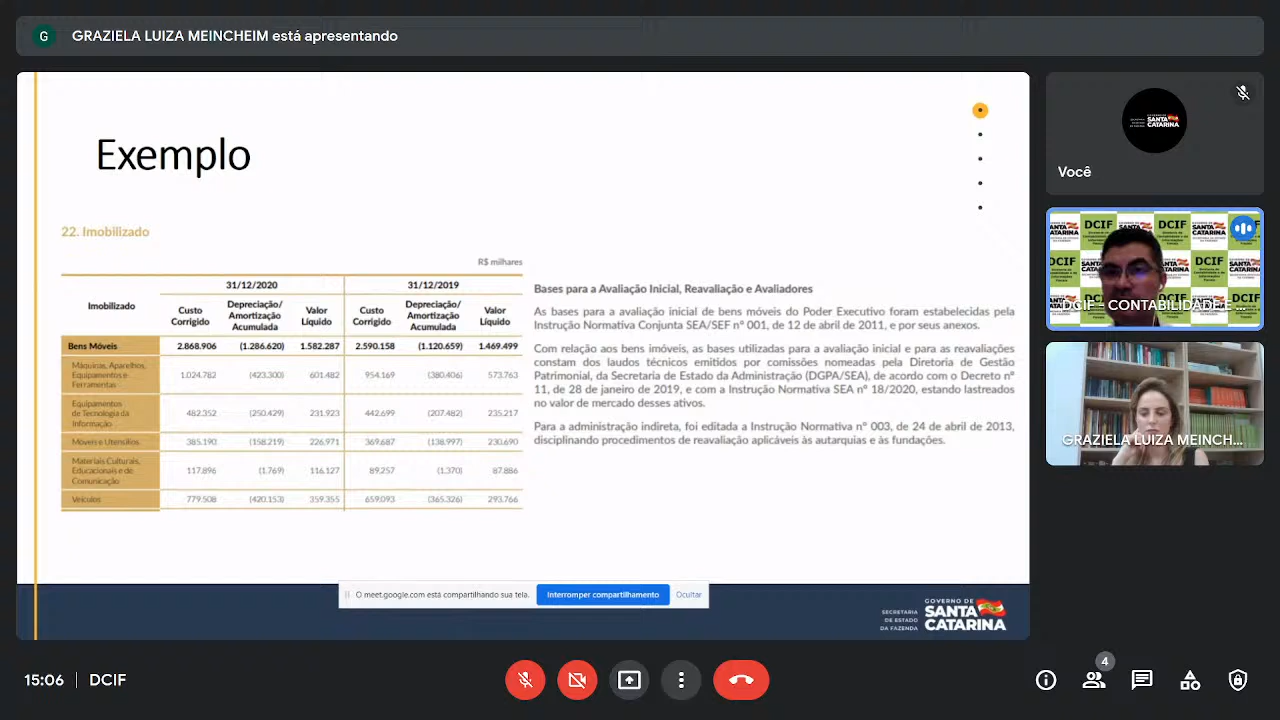 G GRAZIELA LUIZA MEINCHEIM está apresentando
Exemplo
22. Imobilizado
R$ milhares
Imobilizado
31/12/2020 31/12/2019
Custo Corrigido Depreciação/ Amortização Acumulada Valor Líquido Custo Corrigido Depreciação/ Amortização Acumulada Valor Líquido
Bens Móveis 2.868.906 (1.286.620) 1.582.287 2.590.158 (1.120.659) 1.469.499
Máquinas, Aparelhos, Equipamentos e Ferramentas 1.024.782 (423.300) 601.482 954.169 (380.406) 573.763
Equipamentos de Tecnologia da Informação 482.352 (250.429) 231.923 442.699 (207.482) 235.217
Móveis e Utensílios 385.190 (158.219) 226.971 369.687 (138.997) 230.690
Materiais Culturais, Educacionais e de Comunicação 117.896 (1.769) 116.127 89.257 (1.370) 87.886
Veículos 779.508 (420.153) 359.355 659.093 (365.326) 293.766
Bases para a Avaliação Inicial, Reavaliação e Avaliadores
As bases para a avaliação inicial de bens móveis do Poder Executivo foram estabelecidas pela
Instrução Normativa Conjunta SEA/SEF nº 001, de 12 de abril de 2011, e por seus anexos.
Com relação aos bens imóveis, as bases utilizadas para a avaliação inicial e para as reavaliações
constam dos laudos técnicos emitidos por comissões nomeadas pela Diretoria de Gestão
Patrimonial, da Secretaria de Estado da Administração (DGPA/SEA), de acordo com o Decreto nº
11, de 28 de janeiro de 2019, e com a Instrução Normativa SEA nº 18/2020, estando lastreados
no valor de mercado desses ativos.
Para a administração indireta, foi editada a Instrução Normativa nº 003, de 24 de abril de 2013,
disciplinando procedimentos de reavaliação aplicáveis às autarquias e às fundações.
O meet.google.com está compartilhando sua tela. Interromper compartilhamento Ocultar
SECRETARIA
DE ESTADO
DA FAZENDA
GOVERNO DE
SANTA
CATARINA
SANTA
CATARINA
Você
DCIF
DCIF - CONTABILIDADE E
GRAZIELA LUIZA MEINCH...
15:06 DCIF
4